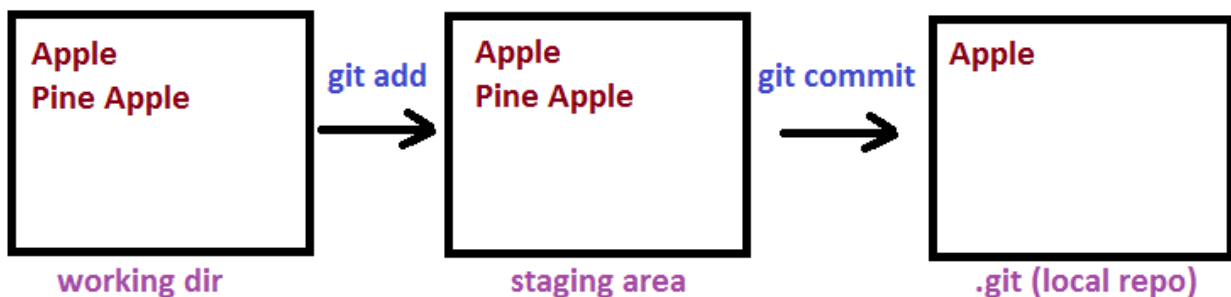 Apple
Pine Apple
working dir
git add
Apple
Pine Apple
staging area
git commit
Apple
.git (local repo)